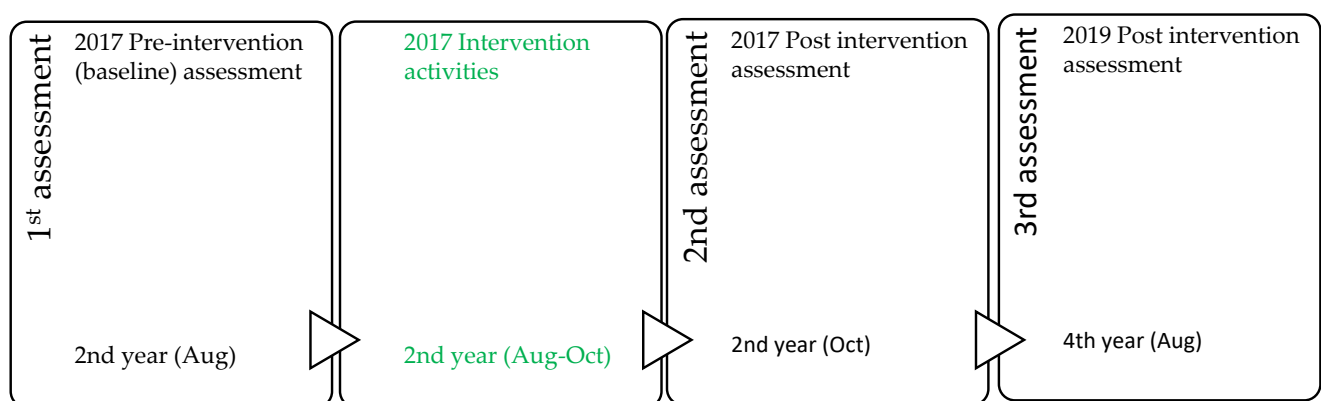 1st assessment
2017 Pre-intervention
(baseline) assessment
2nd year (Aug)
2017 Intervention
activities
2nd year (Aug-Oct)
2nd assessment
2017 Post intervention
assessment
2nd year (Oct)
3rd assessment
2019 Post intervention
assessment
4th year (Aug)